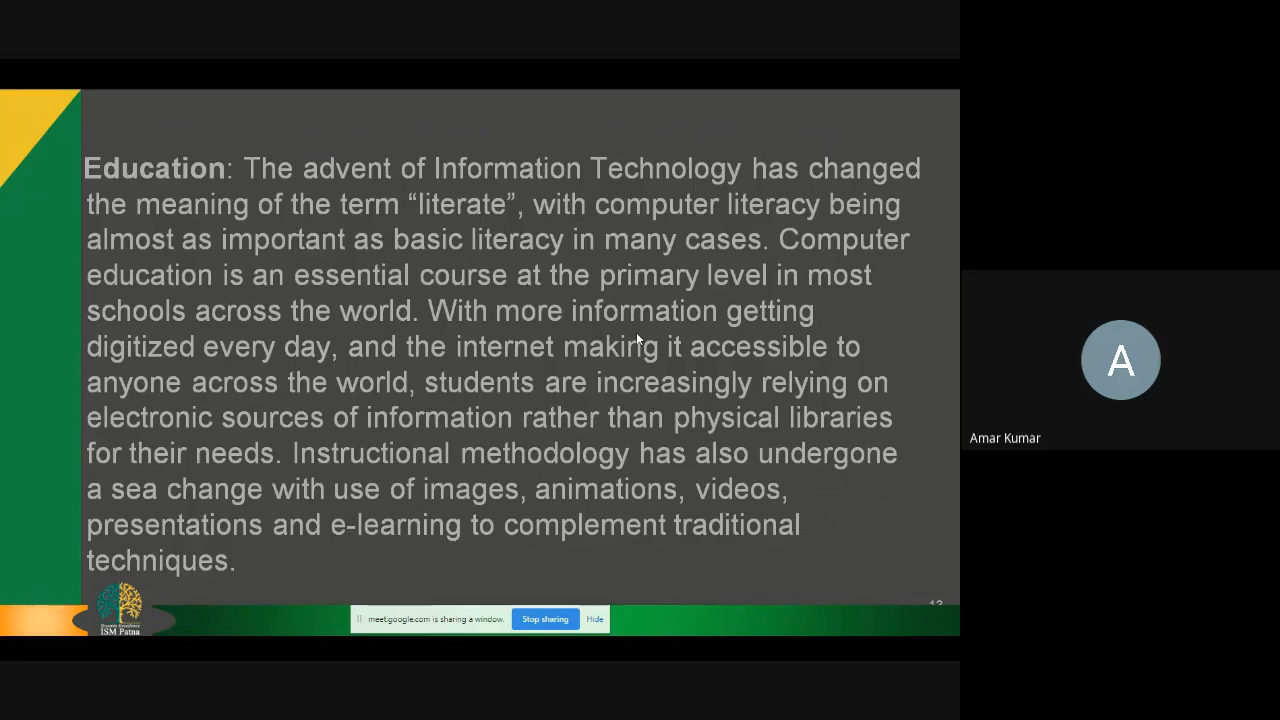 Education: The advent of Information Technology has changed
the meaning of the term “literate”, with computer literacy being
almost as important as basic literacy in many cases. Computer
education is an essential course at the primary level in most
schools across the world. With more information getting
digitized every day, and the internet making it accessible to
anyone across the world, students are increasingly relying on
electronic sources of information rather than physical libraries
for their needs. Instructional methodology has also undergone
a sea change with use of images, animations, videos,
presentations and e-learning to complement traditional
techniques.
13
Towards Excellence
ISM Patna
meet.google.com is sharing a window. Stop sharing Hide
A
Amar Kumar